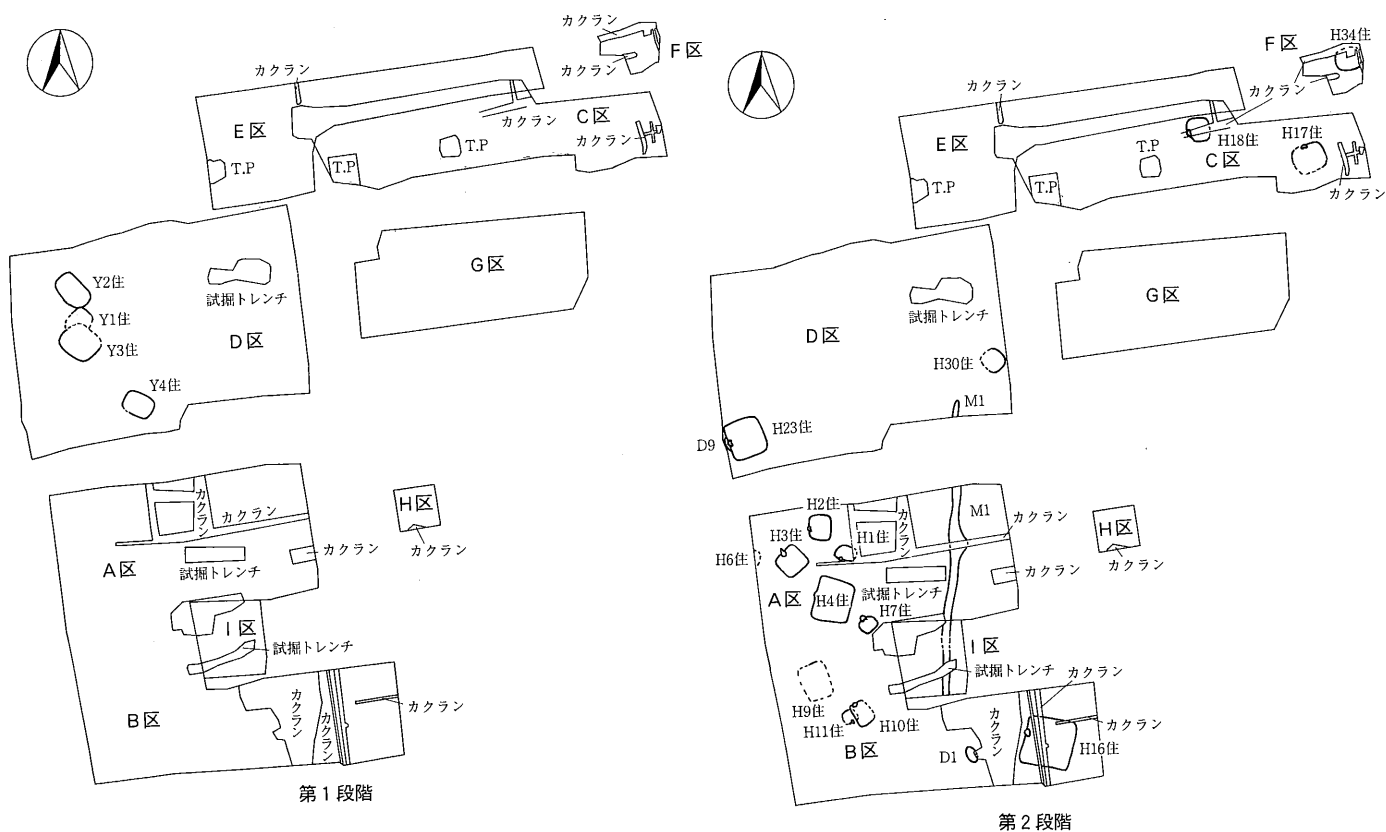 カクラン
F区
カクラン
カクラン
E区
C区
カクラン
カクラン
T.P
T.P
T.P
G区
Y2住
試掘トレンチ
Y1住
Y3住
D区
Y4住
カクラン
カクラン
H区
カクラン
カクラン
A区
試掘トレンチ
I区
試掘トレンチ
カクラン
カクラン
カクラン
B区
第1段階
H34住
F区
カクラン
カクラン
E区
H17住
H18住
T.P
C区
T.P
T.P
カクラン
G区
試掘トレンチ
D区
H30住
M1
H23住
D9
H2住
M1
カクラン
カクラン
H区
H3住
H1住
H6住
カクラン
カクラン
A区
H4住
試掘トレンチ
H7住
I区
試掘トレンチ
カクラン
H9住
カクラン
カクラン
H11住
H10住
B区
D1
H16住
第2段階